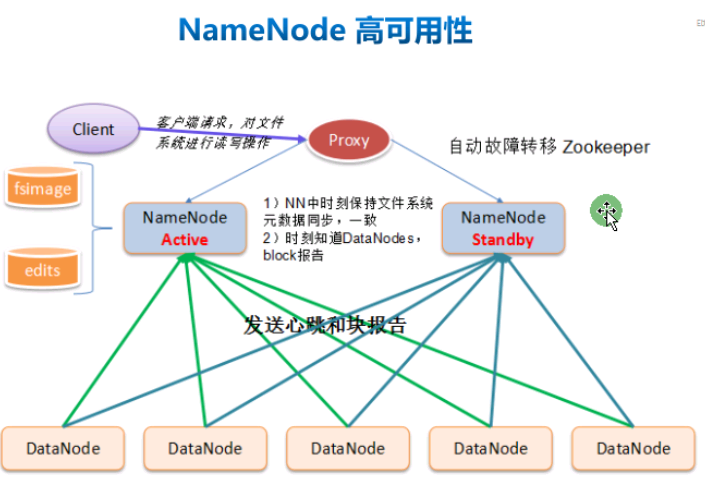 NameNode 高可用性
Client
客户端请求，对文件
系统进行读写操作
Proxy
自动故障转移 Zookeeper
fsimage
edits
NameNode
Active
1）NN中时刻保持文件系统
元数据同步，一致
2）时刻知道DataNodes，
block报告
NameNode
Standby
发送心跳和块报告
DataNode
DataNode
DataNode
DataNode
DataNode